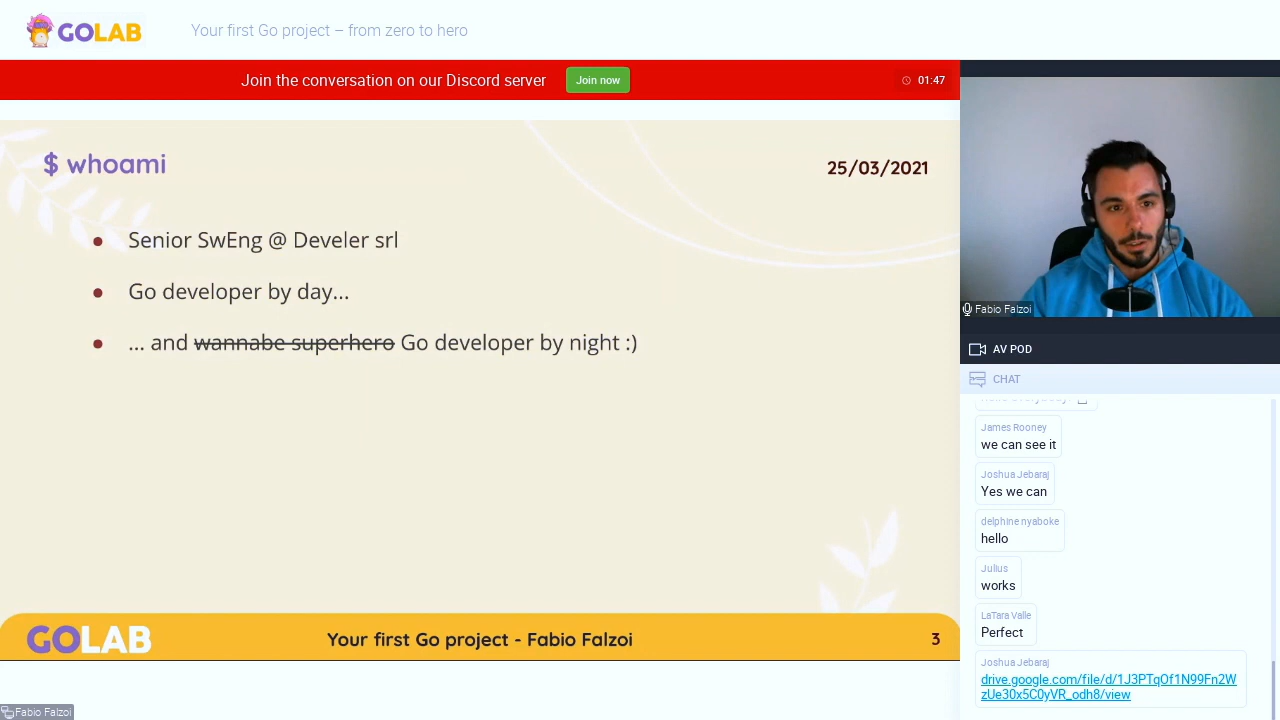 GOLAB
Your first Go project – from zero to hero
Join the conversation on our Discord server
Join now
01:47
$ whoami
25/03/2021
Senior SwEng @ Develer srl
Go developer by day...
... and wannabe superhero Go developer by night :)
GOLAB
Your first Go project - Fabio Falzoi
3
Fabio Falzoi
Fabio Falzoi
AV POD
CHAT
James Rooney
we can see it
Joshua Jebaraj
Yes we can
delphine nyaboke
hello
Julius
works
LaTara Valle
Perfect
Joshua Jebaraj
drive.google.com/file/d/1J3PTqOf1N99Fn2W
zUe30x5C0yVR_odh8/view